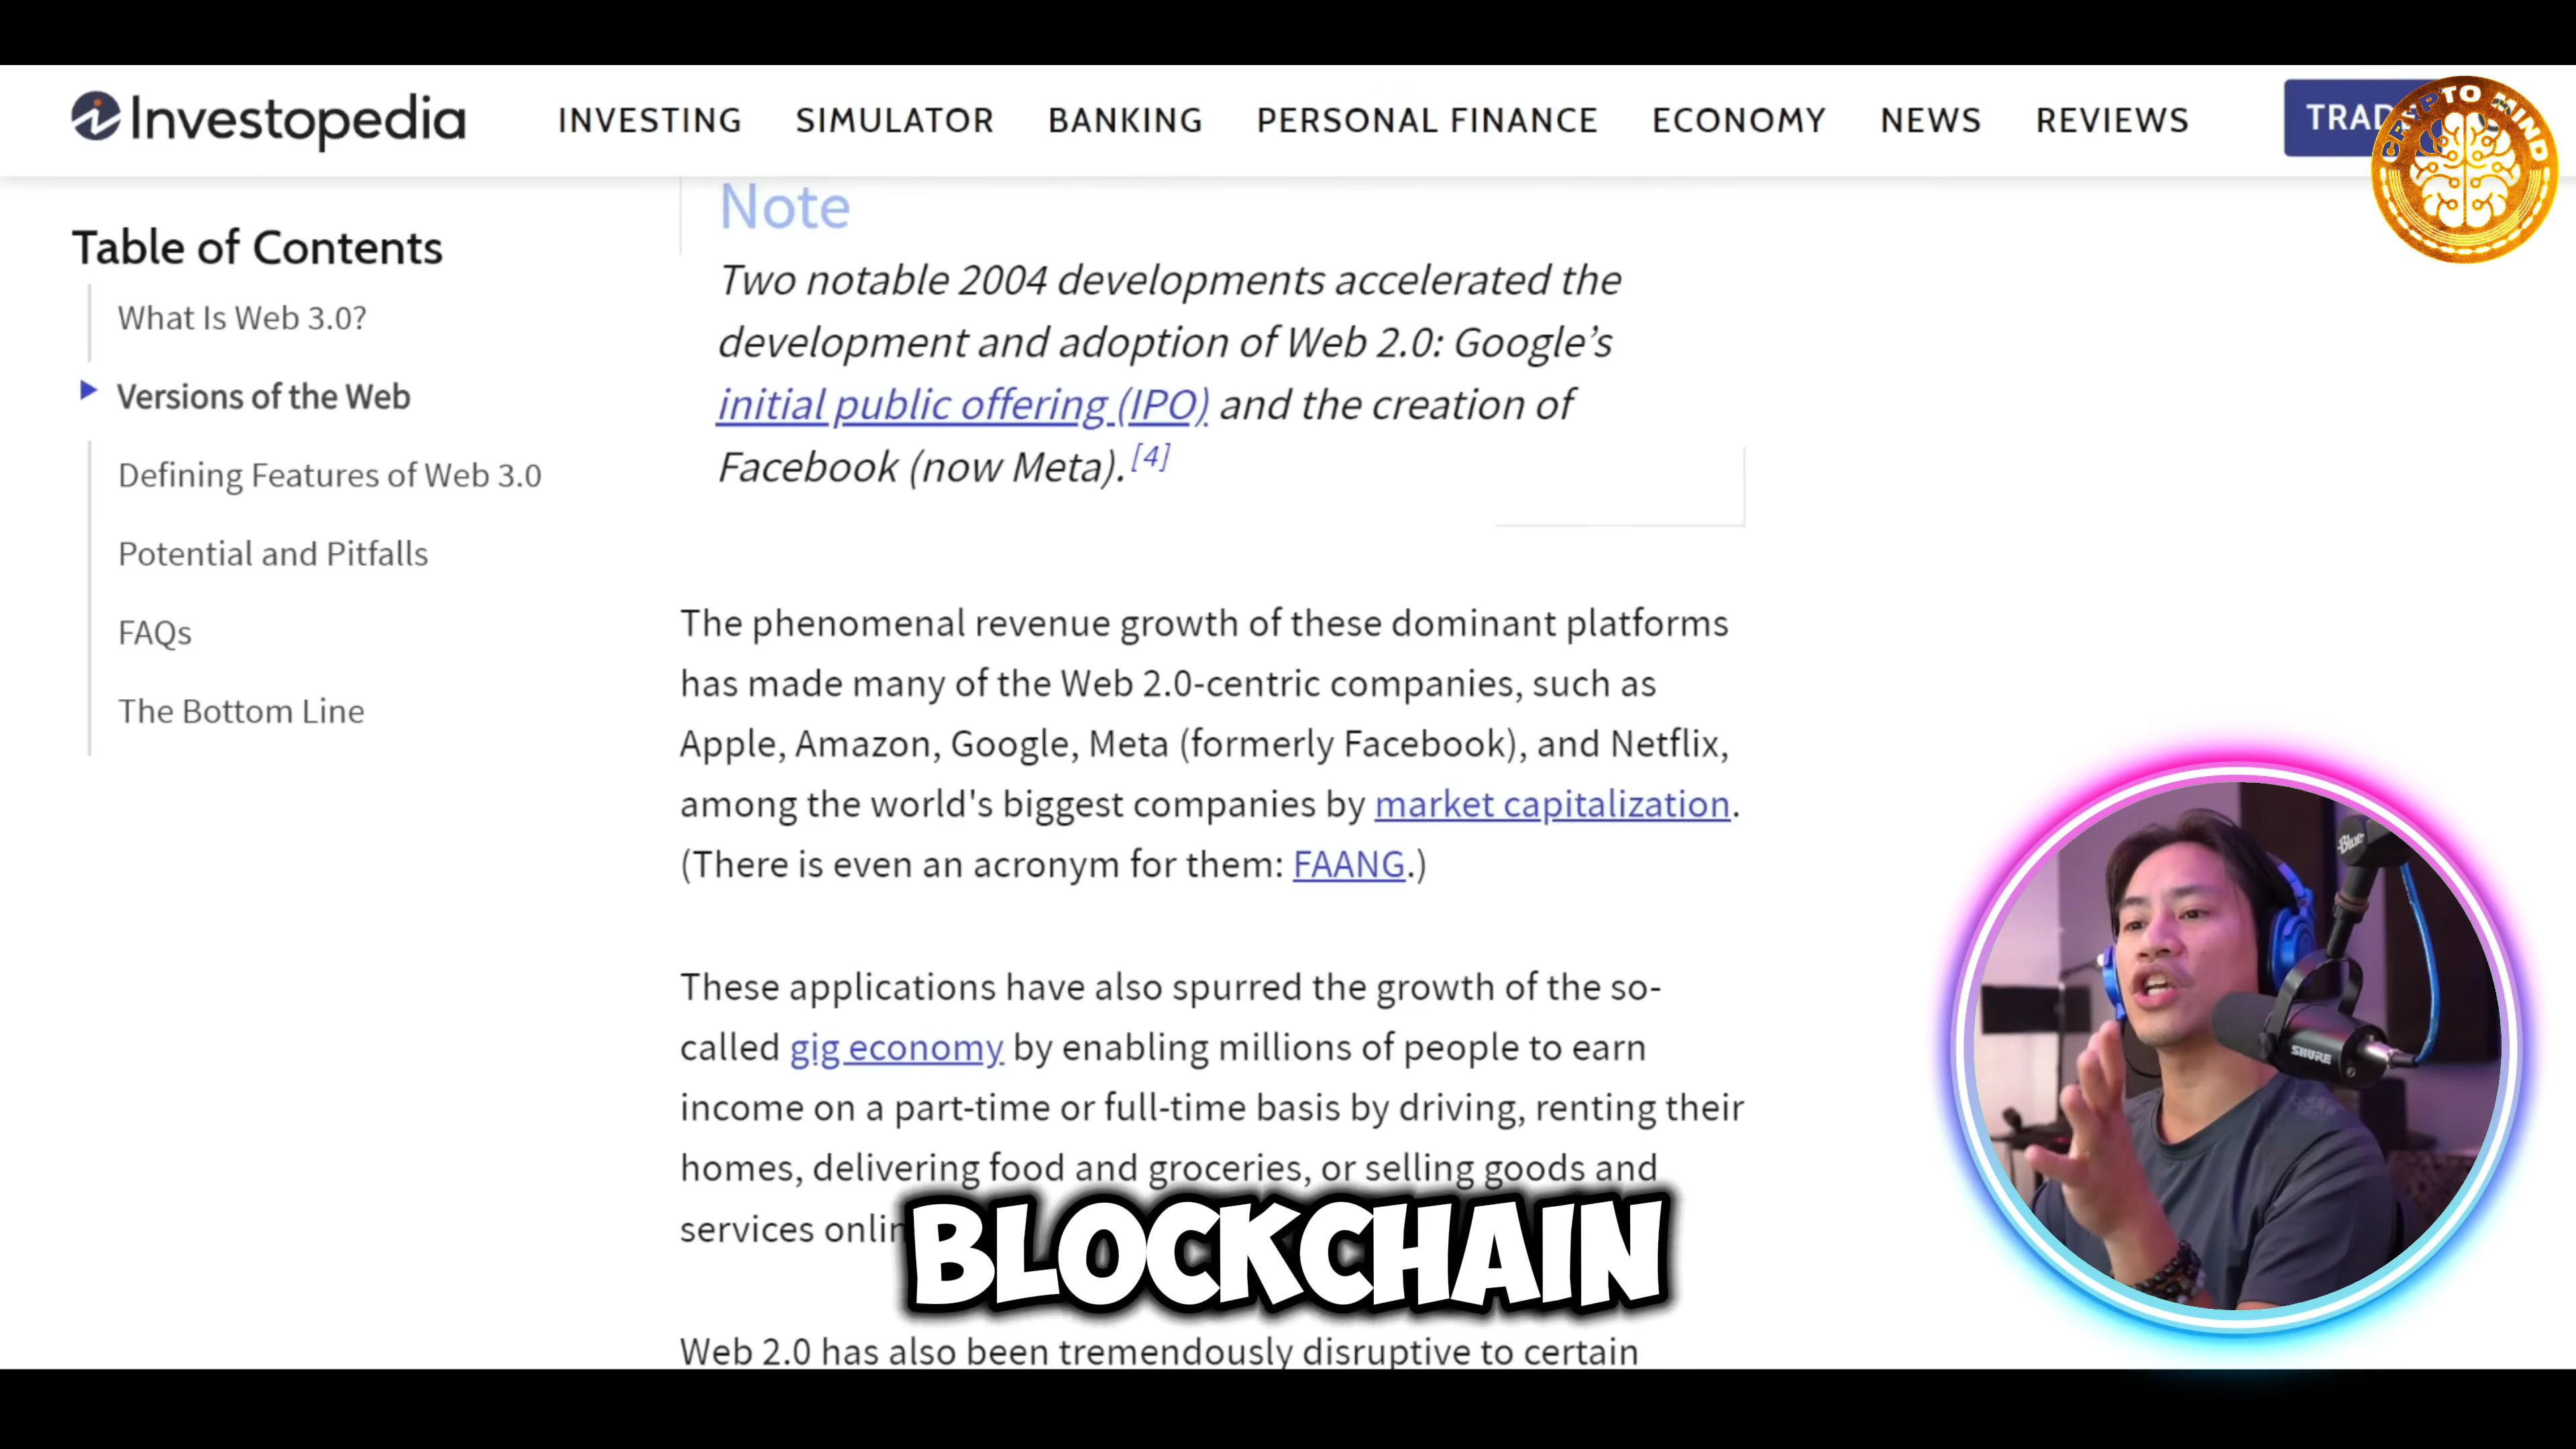 Investopedia
INVESTING SIMULATOR BANKING PERSONAL FINANCE ECONOMY NEWS REVIEWS
CRYPTO MIND
Table of Contents
What Is Web 3.0?
Versions of the Web
Defining Features of Web 3.0
Potential and Pitfalls
FAQs
The Bottom Line
Note
Two notable 2004 developments accelerated the
development and adoption of Web 2.0: Google’s
initial public offering (IPO) and the creation of
Facebook (now Meta). [4]
The phenomenal revenue growth of these dominant platforms
has made many of the Web 2.0-centric companies, such as
Apple, Amazon, Google, Meta (formerly Facebook), and Netflix,
among the world's biggest companies by market capitalization.
(There is even an acronym for them: FAANG.)
These applications have also spurred the growth of the so-
called gig economy by enabling millions of people to earn
income on a part-time or full-time basis by driving, renting their
homes, delivering food and groceries, or selling goods and
services
BLOCKCHAIN
Web 2.0 has also been tremendously disruptive to certain
Blue
SHURE